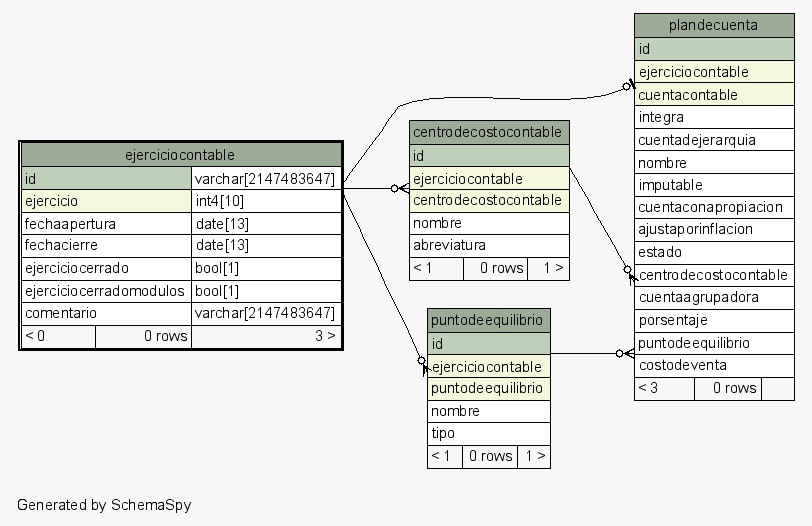 ejerciciocontable
id varchar[2147483647]
ejercicio int4[10]
fechaapertura date[13]
fechacierre date[13]
ejerciciocerrado bool[1]
ejerciciocerradomodulos bool[1]
comentario varchar[2147483647]
< 0 0 rows 3 >
centrodecostocontable
id
ejerciciocontable
centrodecostocontable
nombre
abreviatura
< 1 0 rows 1 >
puntodeequilibrio
id
ejerciciocontable
puntodeequilibrio
nombre
tipo
< 1 0 rows 1 >
plandecuenta
id
ejerciciocontable
cuentacontable
integra
cuentadejerarquia
nombre
imputable
cuentaconapropiacion
ajustaporinflacion
estado
centrodecostocontable
cuentaagrupadora
porsentaje
puntodeequilibrio
costodeventa
< 3 0 rows
Generated by SchemaSpy